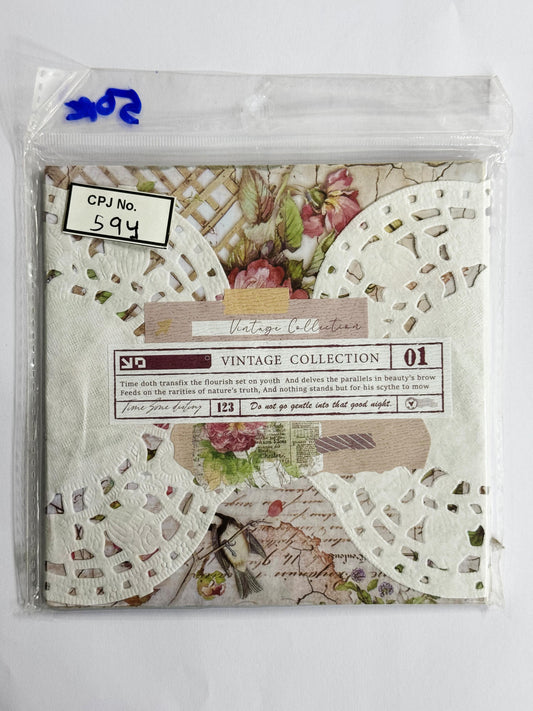 50K
CPJ No.
594
Vintage Collection
VINTAGE COLLECTION 01
Time doth transfix the flourish set on youth And delves the parallels in beauty's brow
Feeds on the rarities of nature's truth, And nothing stands but for his scythe to mow
123 Do not go gentle into that good night.